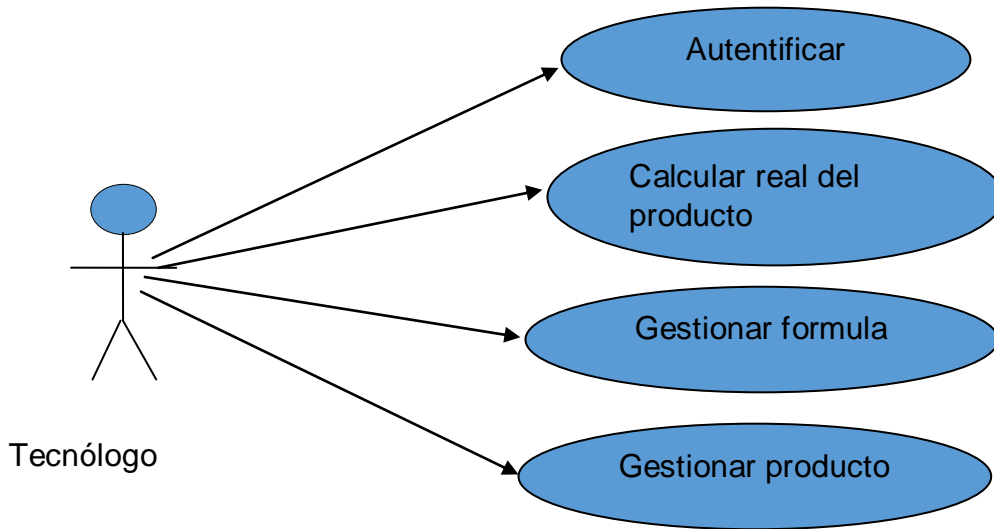 Autentificar
Calcular real del
producto
Gestionar formula
Tecnólogo
Gestionar producto